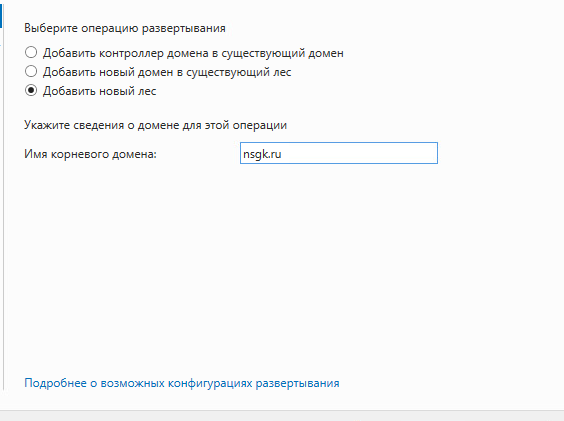 Выберите операцию развертывания
Добавить контроллер домена в существующий домен
Добавить новый домен в существующий лес
Добавить новый лес
Укажите сведения о домене для этой операции
Имя корневого домена:
nsgk.ru
Подробнее о возможных конфигурациях развертывания